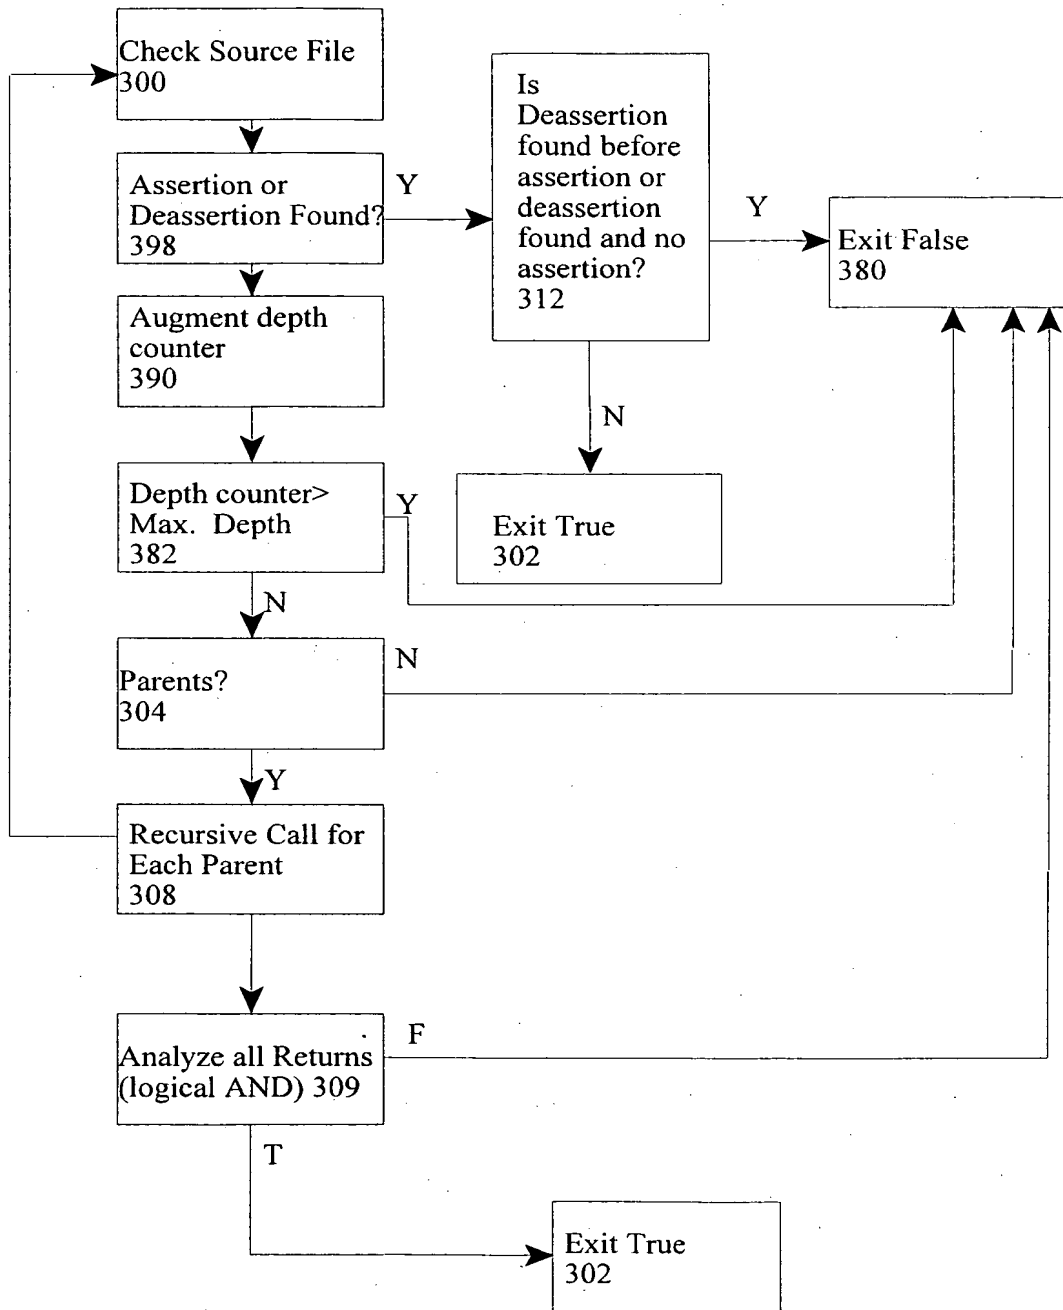 Check Source File
300
Assertion or
Deassertion Found?
398
Y
Is
Deassertion
found before
assertion or
deassertion
found and no
assertion?
312
Y
Exit False
380
Augment depth
counter
390
N
Depth counter>
Max. Depth
382
Y
Exit True
302
N
Parents?
304
N
Y
Recursive Call for
Each Parent
308
Analyze all Returns
(logical AND) 309
F
T
Exit True
302